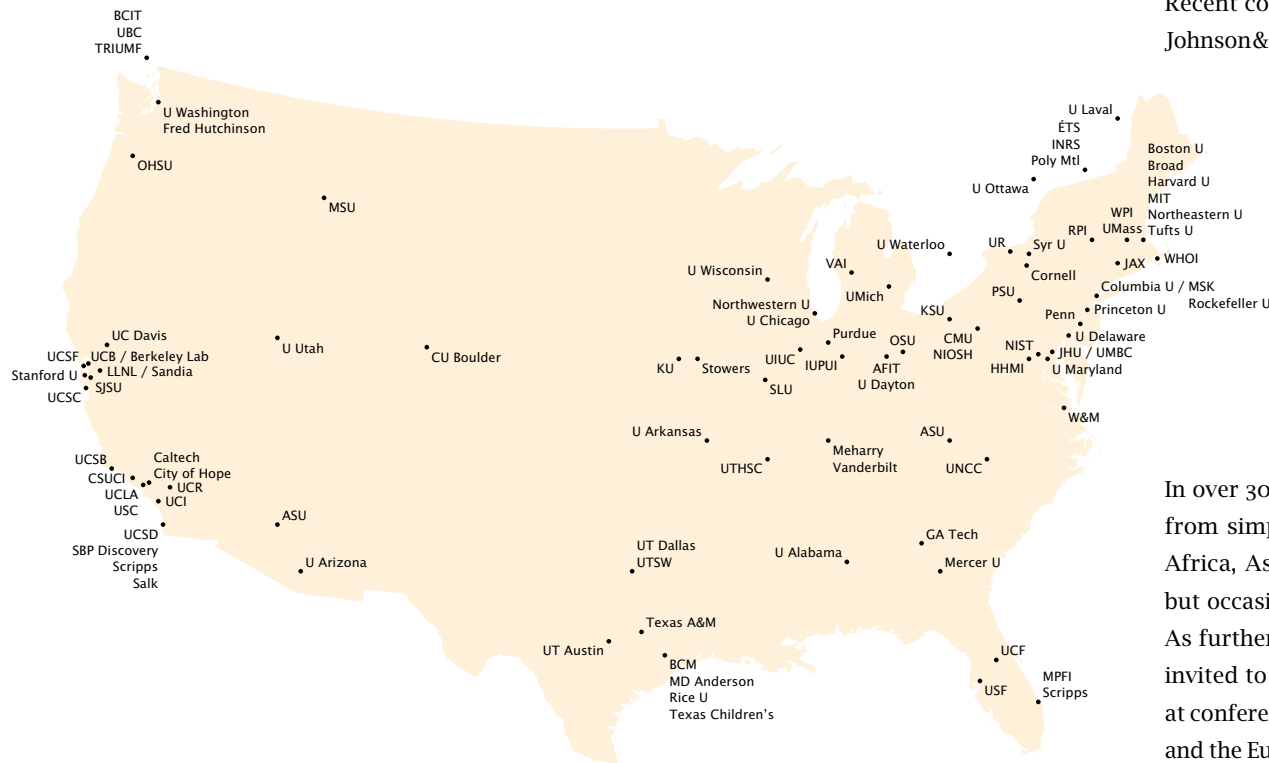 BCIT
UBC
TRIUMF
U Washington
Fred Hutchinson
OHSU
MSU
U Laval
ÉTS
INRS
Poly Mtl
U Ottawa
Boston U
Broad
Harvard U
MIT
Northeastern U
Tufts U
WPI
UMass
RPI
UR
Syr U
Cornell
U Waterloo
JAX
WHOI
VAI
UMich
U Wisconsin
Northwestern U
U Chicago
PSU
Columbia U / MSK
Rockefeller U
Princeton U
Penn
U Delaware
KSU
CMU
NIOSH
NIST
JHU / UMBC
HHMI
U Maryland
Purdue
OSU
UIUC
IUPUI
AFIT
U Dayton
UC Davis
UCSF
UCB / Berkeley Lab
LLNL / Sandia
Stanford U
SJSU
UCSC
U Utah
CU Boulder
KU
Stowers
SLU
W&M
U Arkansas
UTHSC
Meharry
Vanderbilt
ASU
UNCC
UCSB
CSUCI
Caltech
City of Hope
UCR
UCLA
USC
UCI
UCSD
SBP Discovery
Scripps
Salk
ASU
U Arizona
UT Dallas
UTSW
U Alabama
GA Tech
Mercer U
Texas A&M
UT Austin
BCM
MD Anderson
Rice U
Texas Children's
UCF
USF
MPFI
Scripps
Recent co
Johnson&
In over 30
from simp
Africa, As
but occasi
As further
invited to
at confere
and the Eu